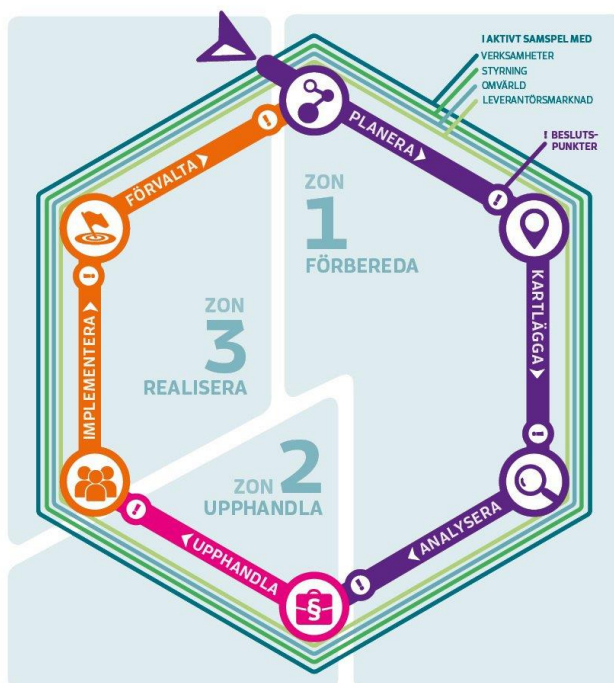 I AKTIVT SAMSPEL MED
VERKSAMHETER
STYRNING
OMVÄRLD
LEVERANTÖRSMARKNAD
! BESLUTS-
PUNKTER
PLANERA >
!
KARTLÄGGA >
!
ANALYSERA >
!
§
UPPHANDLA >
!
IMPLEMENTERA >
!
FÖRVALTA >
!
ZON
1
FÖRBEREDA
ZON
3
REALISERA
ZON 2
UPPHANDLA